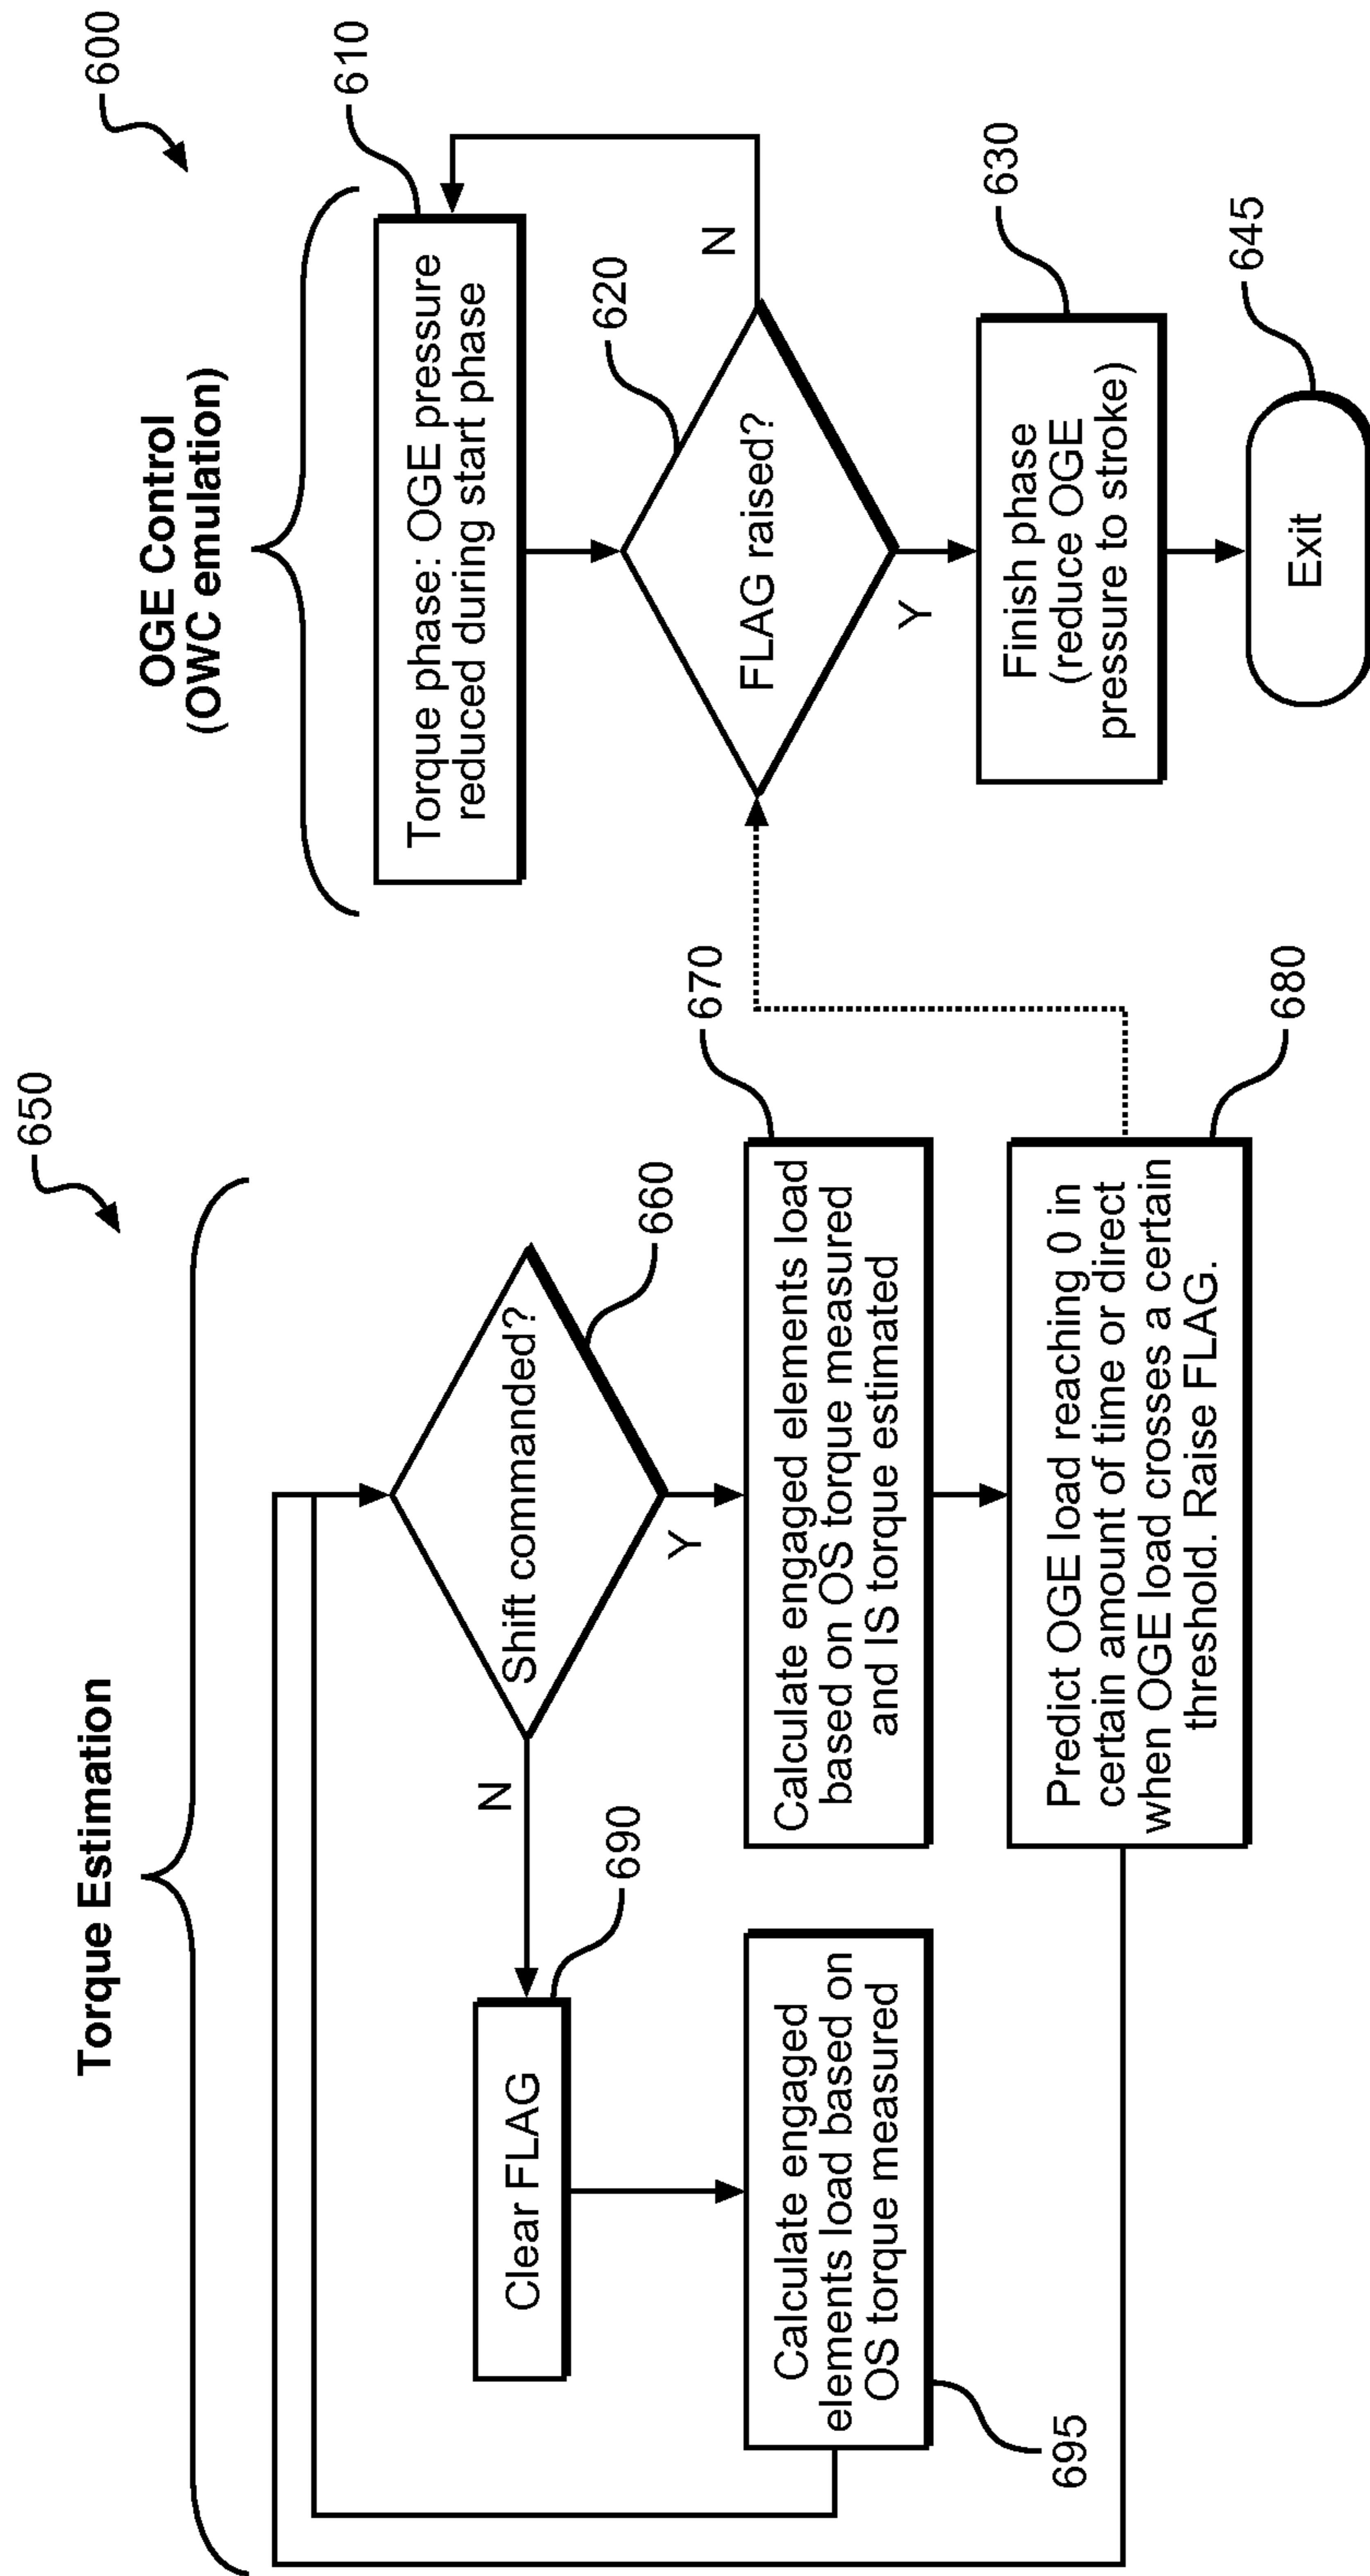 650
Torque Estimation
Shift commanded?
660
N
Y
Clear FLAG
690
Calculate engaged
elements load based on
OS torque measured
695
Calculate engaged elements load
based on OS torque measured
and IS torque estimated
670
Predict OGE load reaching 0 in
certain amount of time or direct
when OGE load crosses a certain
threshold. Raise FLAG.
680
600
OGE Control
(OWC emulation)
610
Torque phase: OGE pressure
reduced during start phase
620
FLAG raised?
N
Y
630
Finish phase
(reduce OGE
pressure to stroke)
645
Exit